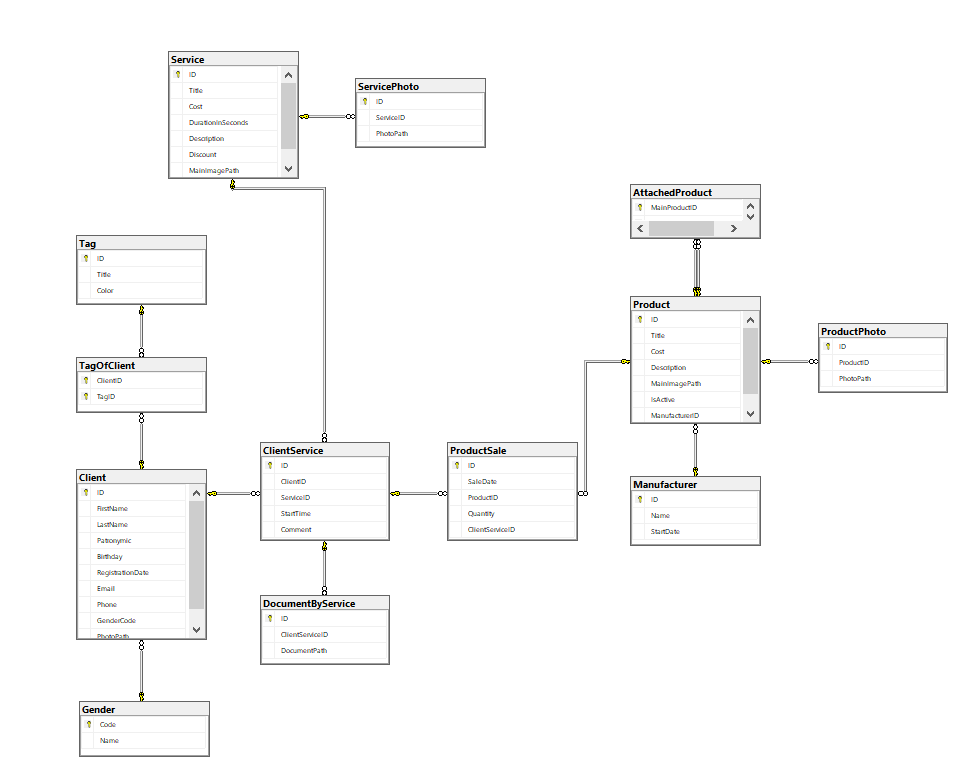 Service
ID
Title
Cost
DurationInSeconds
Description
Discount
MainImagePath
ServicePhoto
ID
ServiceID
PhotoPath
AttachedProduct
MainProductID
Tag
ID
Title
Color
Product
ID
Title
Cost
Description
MainImagePath
IsActive
ManufacturerID
ProductPhoto
ID
ProductID
PhotoPath
TagOfClient
ClientID
TagID
ClientService
ID
ClientID
ServiceID
StartTime
Comment
ProductSale
ID
SaleDate
ProductID
Quantity
ClientServiceID
Client
ID
FirstName
LastName
Patronymic
Birthday
RegistrationDate
Email
Phone
GenderCode
PhotoPath
Manufacturer
ID
Name
StartDate
DocumentByService
ID
ClientServiceID
DocumentPath
Gender
Code
Name